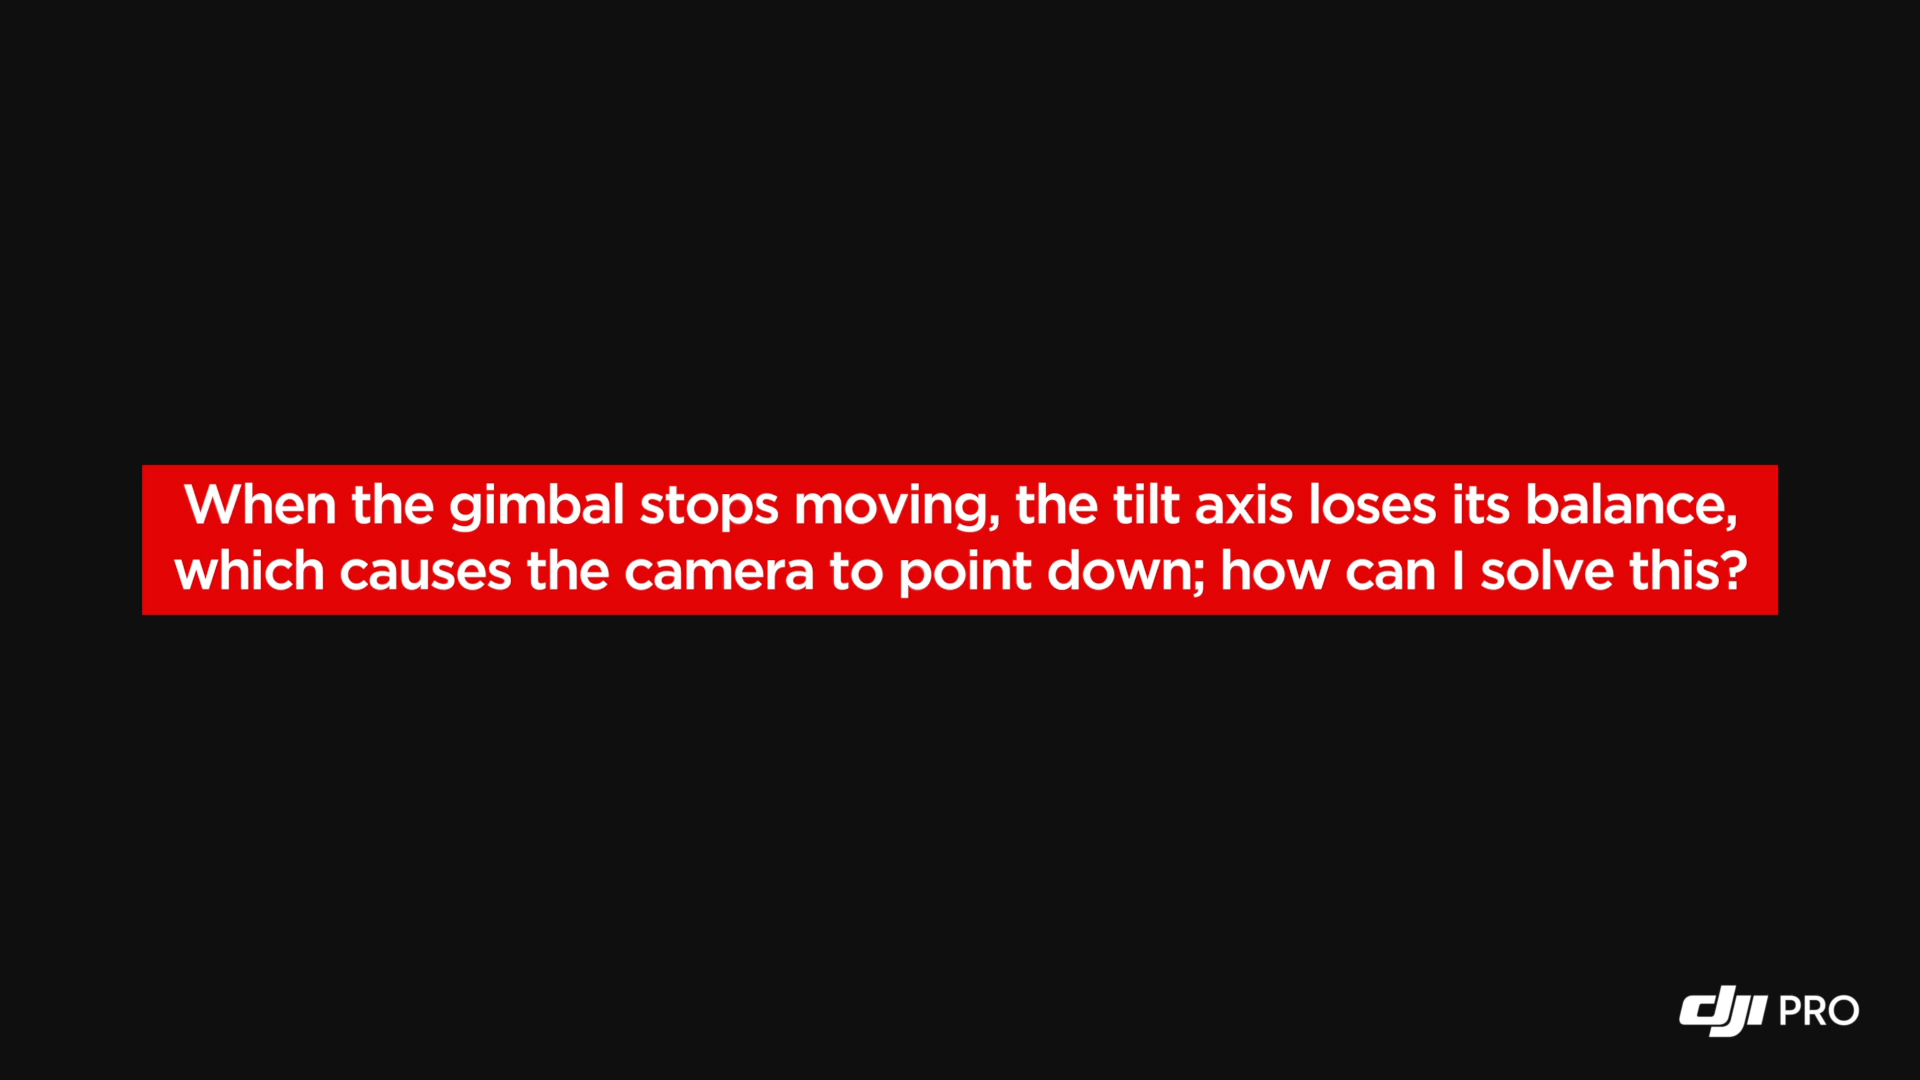 When the gimbal stops moving, the tilt axis loses its balance,
which causes the camera to point down; how can I solve this?
dji PRO